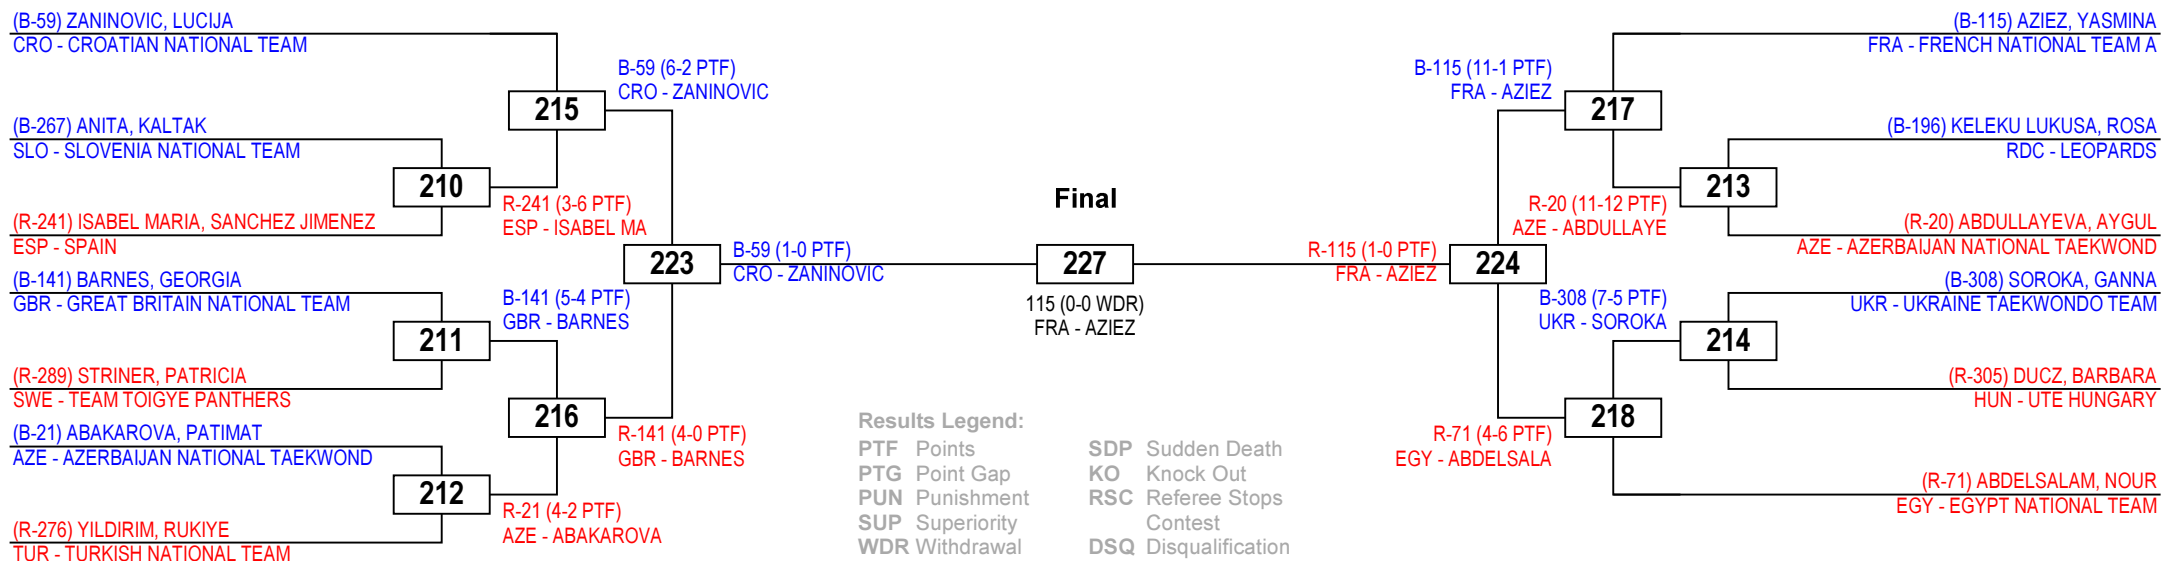 (B-59) ZANINOVIC, LUCIJA
CRO - CROATIAN NATIONAL TEAM
(B-267) ANITA, KALTAK
SLO - SLOVENIA NATIONAL TEAM
(R-241) ISABEL MARIA, SANCHEZ JIMENEZ
ESP - SPAIN
(B-141) BARNES, GEORGIA
GBR - GREAT BRITAIN NATIONAL TEAM
(R-289) STRINER, PATRICIA
SWE - TEAM TOIGYE PANTHERS
(B-21) ABAKAROVA, PATIMAT
AZE - AZERBAIJAN NATIONAL TAEKWOND
(R-276) YILDIRIM, RUKIYE
TUR - TURKISH NATIONAL TEAM
210
211
212
215
R-241 (3-6 PTF)
ESP - ISABEL MA
B-141 (5-4 PTF)
GBR - BARNES
216
R-21 (4-2 PTF)
AZE - ABAKAROVA
B-59 (6-2 PTF)
CRO - ZANINOVIC
223
R-141 (4-0 PTF)
GBR - BARNES
B-59 (1-0 PTF)
CRO - ZANINOVIC
Final
227
115 (0-0 WDR)
FRA - AZIEZ
Results Legend:
PTF Points
PTG Point Gap
PUN Punishment
SUP Superiority
WDR Withdrawal
SDP Sudden Death
KO Knock Out
RSC Referee Stops
Contest
DSQ Disqualification
R-115 (1-0 PTF)
FRA - AZIEZ
224
B-115 (11-1 PTF)
FRA - AZIEZ
R-71 (4-6 PTF)
EGY - ABDELSALA
217
R-20 (11-12 PTF)
AZE - ABDULLAYE
B-308 (7-5 PTF)
UKR - SOROKA
218
213
214
(B-115) AZIEZ, YASMINA
FRA - FRENCH NATIONAL TEAM A
(B-196) KELEKU LUKUSA, ROSA
RDC - LEOPARDS
(R-20) ABDULLAYEVA, AYGUL
AZE - AZERBAIJAN NATIONAL TAEKWOND
(B-308) SOROKA, GANNA
UKR - UKRAINE TAEKWONDO TEAM
(R-305) DUCZ, BARBARA
HUN - UTE HUNGARY
(R-71) ABDELSALAM, NOUR
EGY - EGYPT NATIONAL TEAM